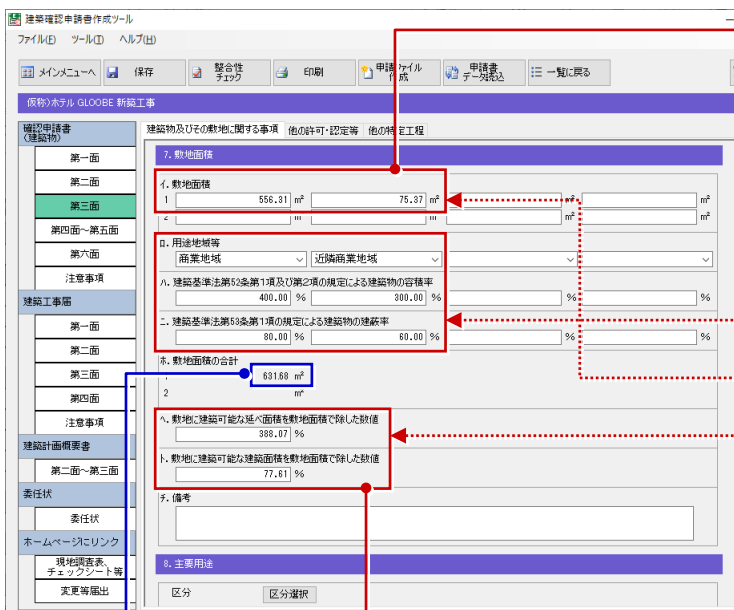 建築確認申請書作成ツール
ファイル(F) ツール(T) ヘルプ(H)
メインメニューへ 保存 整合性チェック 印刷 申請ファイル作成 申請書データ読込 一覧に戻る
仮称)ホテル GLOOBE 新築工事
確認申請書
(建築物)
第一面
第二面
第三面
第四面~第五面
第六面
注意事項
建築工事届
第一面
第二面
第三面
第四面
注意事項
建築計画概要書
第二面~第三面
委任状
委任状
ホームページにリンク
現地調査表、
チェックシート等
変更等届出
建築物及びその敷地に関する事項 他の許可・認定等 他の特定工程
7. 敷地面積
イ. 敷地面積
1 556.31 m² 75.37 m² m² m²
2 m² m² m² m²
ロ. 用途地域等
商業地域 近隣商業地域
ハ. 建築基準法第52条第1項及び第2項の規定による建築物の容積率
400.00 % 300.00 % % %
ニ. 建築基準法第53条第1項の規定による建築物の建蔽率
80.00 % 60.00 % % %
ホ. 敷地面積の合計
1 631.68 m²
2 m²
ヘ. 敷地に建築可能な延べ面積を敷地面積で除した数値
388.07 %
ト. 敷地に建築可能な建築面積を敷地面積で除した数値
77.61 %
チ. 備考
8. 主要用途
区分 区分選択